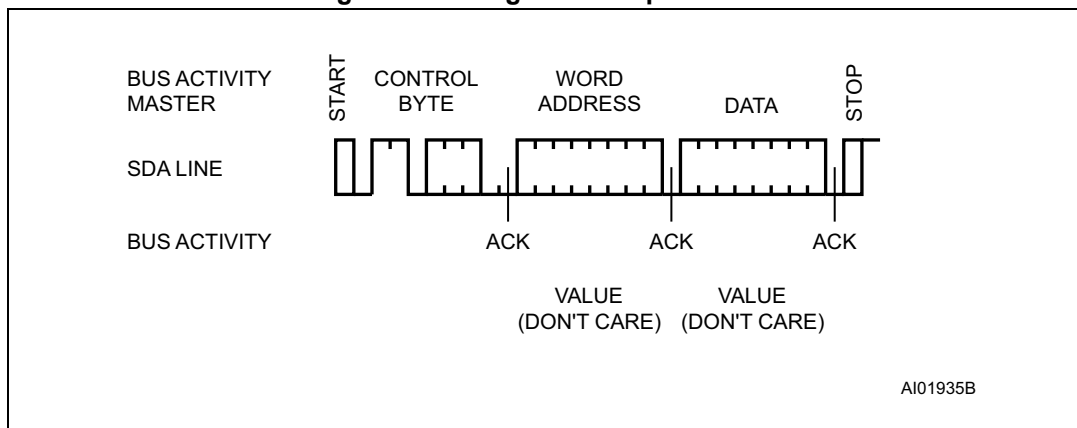 BUS ACTIVITY
MASTER
START
CONTROL
BYTE
WORD
ADDRESS
DATA
STOP
SDA LINE
BUS ACTIVITY
ACK
ACK
ACK
VALUE
(DON'T CARE)
VALUE
(DON'T CARE)
AI01935B